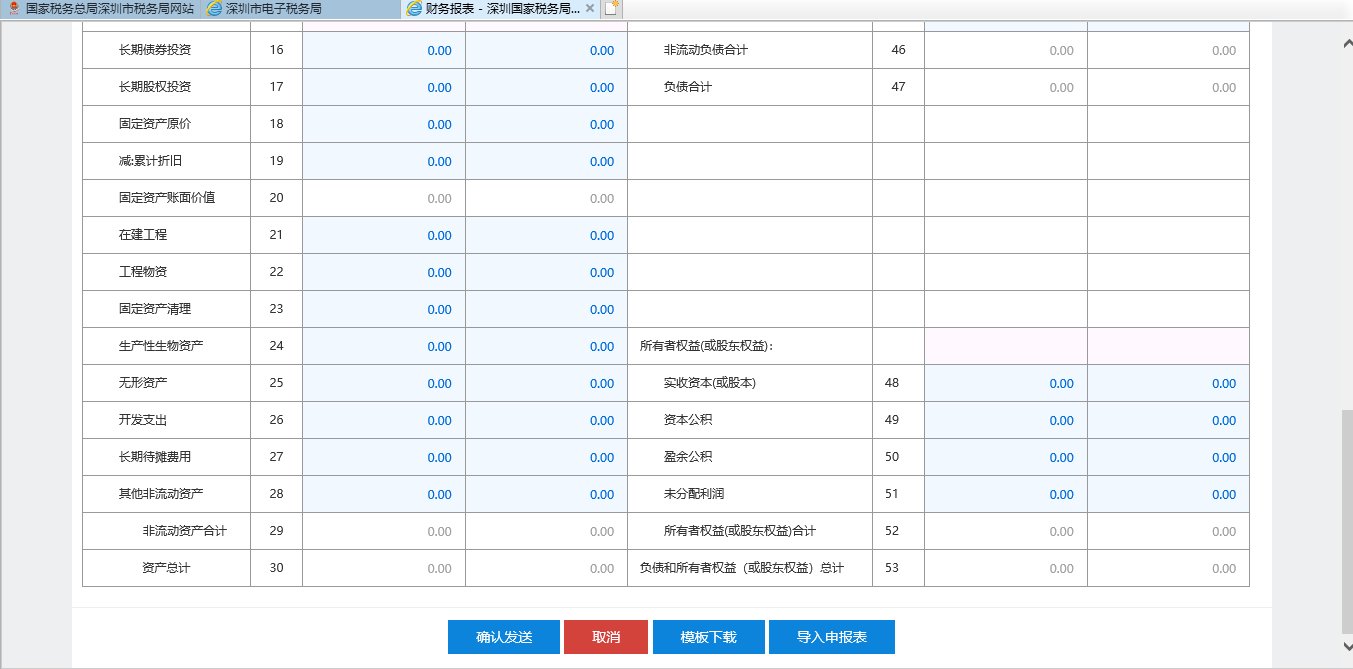 国家税务总局深圳市税务局网站 深圳市电子税务局 财务报表 - 深圳国家税务局...
长期债券投资 16 0.00 0.00 非流动负债合计 46 0.00 0.00
长期股权投资 17 0.00 0.00 负债合计 47 0.00 0.00
固定资产原价 18 0.00 0.00
减:累计折旧 19 0.00 0.00
固定资产账面价值 20 0.00 0.00
在建工程 21 0.00 0.00
工程物资 22 0.00 0.00
固定资产清理 23 0.00 0.00
生产性生物资产 24 0.00 0.00 所有者权益(或股东权益)：
无形资产 25 0.00 0.00 实收资本(或股本) 48 0.00 0.00
开发支出 26 0.00 0.00 资本公积 49 0.00 0.00
长期待摊费用 27 0.00 0.00 盈余公积 50 0.00 0.00
其他非流动资产 28 0.00 0.00 未分配利润 51 0.00 0.00
非流动资产合计 29 0.00 0.00 所有者权益(或股东权益)合计 52 0.00 0.00
资产总计 30 0.00 0.00 负债和所有者权益（或股东权益）总计 53 0.00 0.00
确认发送 取消 模板下载 导入申报表